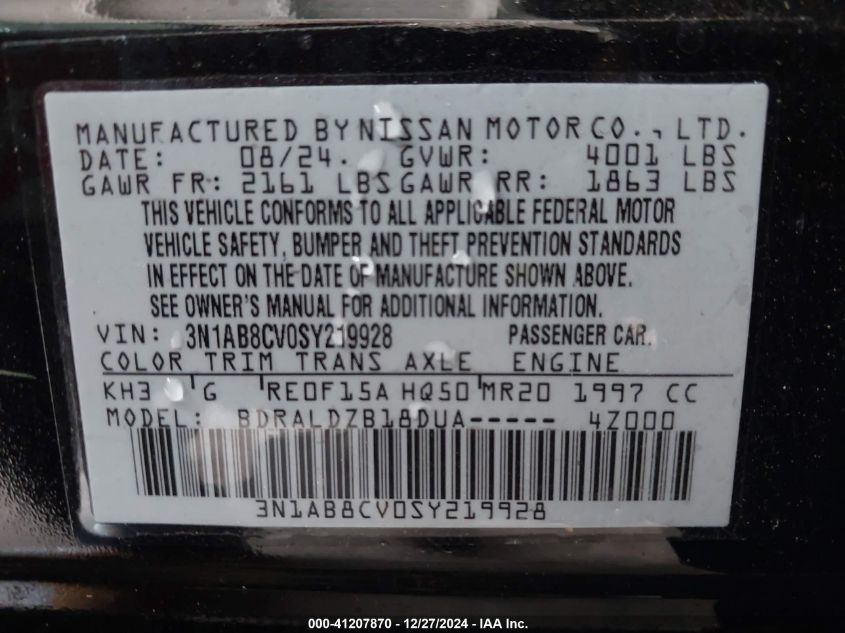 MANUFACTURED BY NISSAN MOTOR CO., LTD.
DATE: 08/24. GVWR: 4001 LBS
GAWR FR: 2161 LBS GAWR RR: 1863 LBS
THIS VEHICLE CONFORMS TO ALL APPLICABLE FEDERAL MOTOR
VEHICLE SAFETY, BUMPER AND THEFT PREVENTION STANDARDS
IN EFFECT ON THE DATE OF MANUFACTURE SHOWN ABOVE.
SEE OWNER'S MANUAL FOR ADDITIONAL INFORMATION.
VIN: 3N1AB8CV0SY219928 PASSENGER CAR.
COLOR TRIM TRANS AXLE ENGINE
KH3 G RE0F15A HQ50 MR20 1997 CC
MODEL: BDRALDZB18DUA----- 4Z000
3N1AB8CV0SY219928
000-41207870 - 12/27/2024 - IAA Inc.